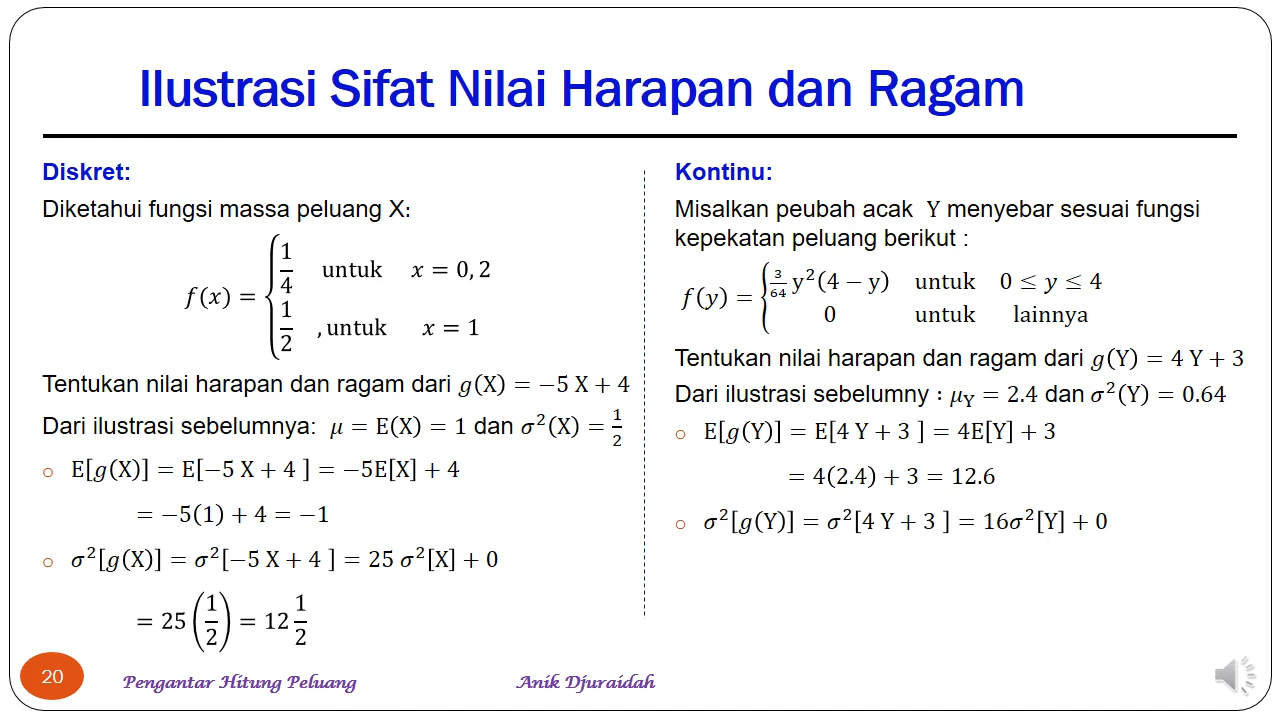 Ilustrasi Sifat Nilai Harapan dan Ragam
Diskret:
Diketahui fungsi massa peluang X:
f(x) = { 1/4 untuk x = 0, 2
1/2 , untuk x = 1
Tentukan nilai harapan dan ragam dari g(X) = −5 X + 4
Dari ilustrasi sebelumnya: μ = E(X) = 1 dan σ²(X) = 1/2
○ E[g(X)] = E[−5 X + 4 ] = −5E[X] + 4
= −5(1) + 4 = −1
○ σ²[g(X)] = σ²[−5 X + 4 ] = 25 σ²[X] + 0
= 25 (1/2) = 12 1/2
Kontinu:
Misalkan peubah acak Y menyebar sesuai fungsi
kepekatan peluang berikut :
f(y) = { 3/64 y²(4 − y) untuk 0 ≤ y ≤ 4
0 untuk lainnya
Tentukan nilai harapan dan ragam dari g(Y) = 4 Y + 3
Dari ilustrasi sebelumny : μ_Y = 2.4 dan σ²(Y) = 0.64
○ E[g(Y)] = E[4 Y + 3 ] = 4E[Y] + 3
= 4(2.4) + 3 = 12.6
○ σ²[g(Y)] = σ²[4 Y + 3 ] = 16σ²[Y] + 0
20
Pengantar Hitung Peluang
Anik Djuraidah